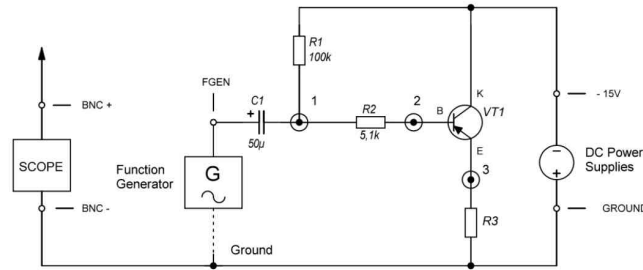 R1
100k
FGEN
C1
+
50μ
1
R2
5,1k
2
B
K
VT1
E
3
R3
BNC +
SCOPE
BNC -
Function
Generator
G
Ground
- 15V
DC Power
Supplies
−
+
GROUND